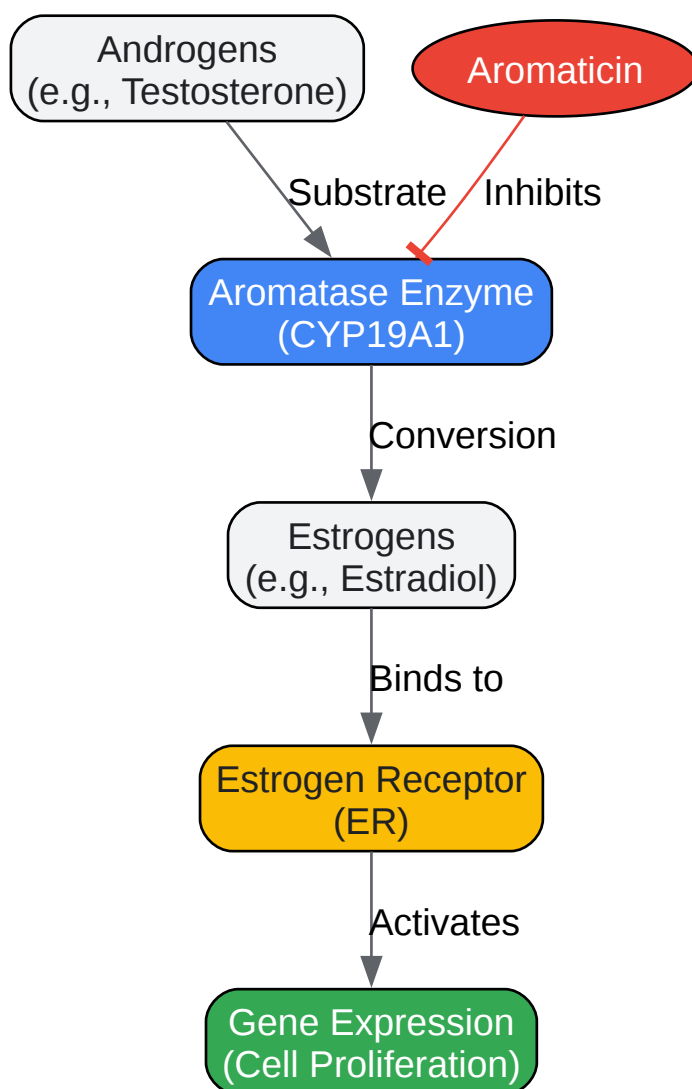 Androgens
(e.g., Testosterone)
Aromaticin
Substrate
Inhibits
Aromatase Enzyme
(CYP19A1)
Conversion
Estrogens
(e.g., Estradiol)
Binds to
Estrogen Receptor
(ER)
Activates
Gene Expression
(Cell Proliferation)